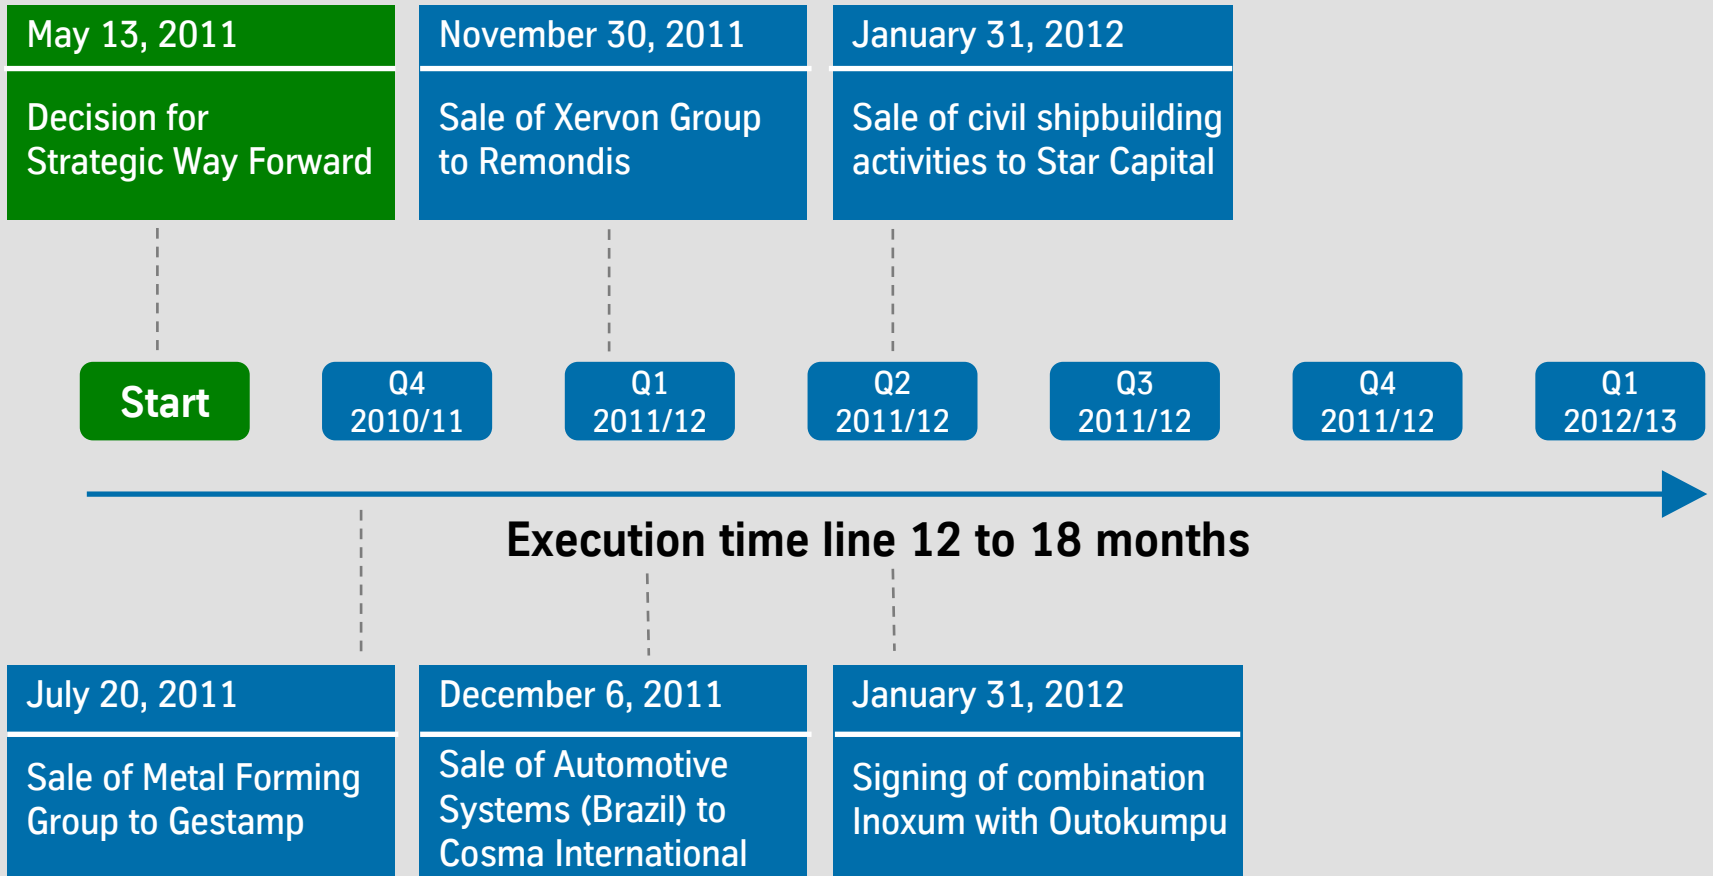 May 13, 2011
Decision for
Strategic Way Forward
November 30, 2011
Sale of Xervon Group
to Remondis
January 31, 2012
Sale of civil shipbuilding
activities to Star Capital
Start
Q4
2010/11
Q1
2011/12
Q2
2011/12
Q3
2011/12
Q4
2011/12
Q1
2012/13
Execution time line 12 to 18 months
July 20, 2011
Sale of Metal Forming
Group to Gestamp
December 6, 2011
Sale of Automotive
Systems (Brazil) to
Cosma International
January 31, 2012
Signing of combination
Inoxum with Outokumpu